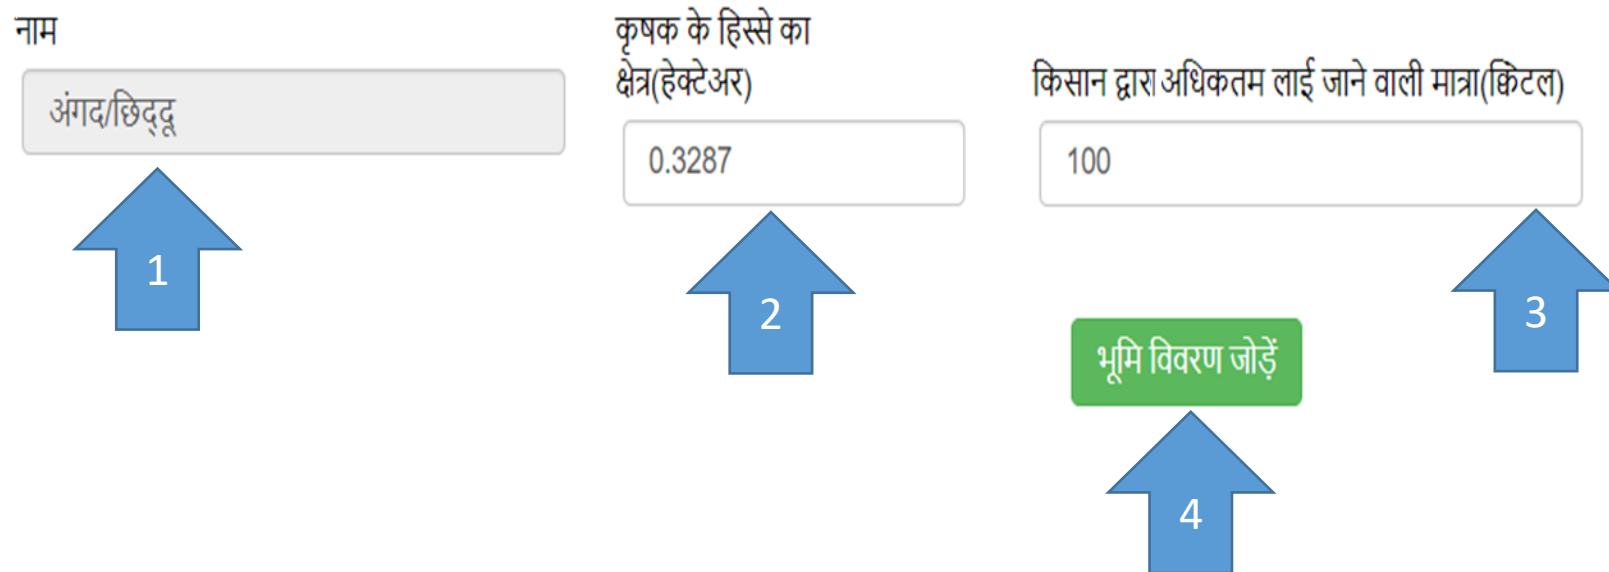 नाम
अंगद/छिद्दू
1
कृषक के हिस्से का
क्षेत्र(हेक्टेअर)
0.3287
2
किसान द्वारा अधिकतम लाई जाने वाली मात्रा(क्विंटल)
100
3
भूमि विवरण जोड़ें
4